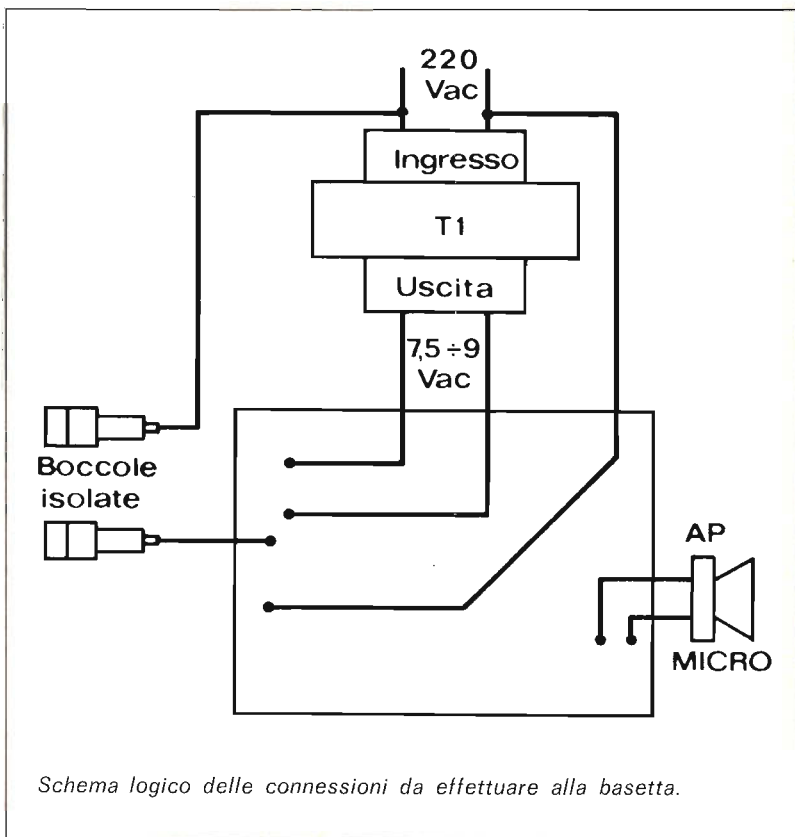 220
Vac
Ingresso
T1
Uscita
7,5÷9
Vac
Boccole
isolate
AP
MICRO
Schema logico delle connessioni da effettuare alla basetta.